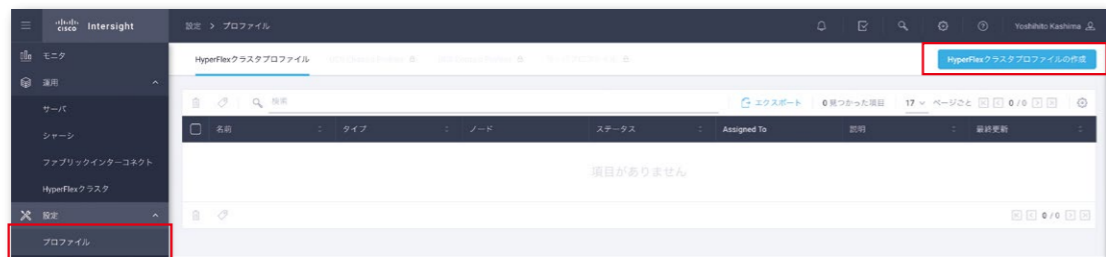 cisco Intersight 設定 > プロファイル Yoshihito Kashima
モニタ
HyperFlexクラスタプロファイル HyperFlexクラスタプロファイルの作成
運用
サーバ
検索 エクスポート 0 見つかった項目 17 ページごと 0 / 0
シャーシ
名前 タイプ ノード ステータス Assigned To 説明 最終更新
ファブリックインターコネクト
項目がありません
HyperFlexクラスタ
設定
0 / 0
プロファイル